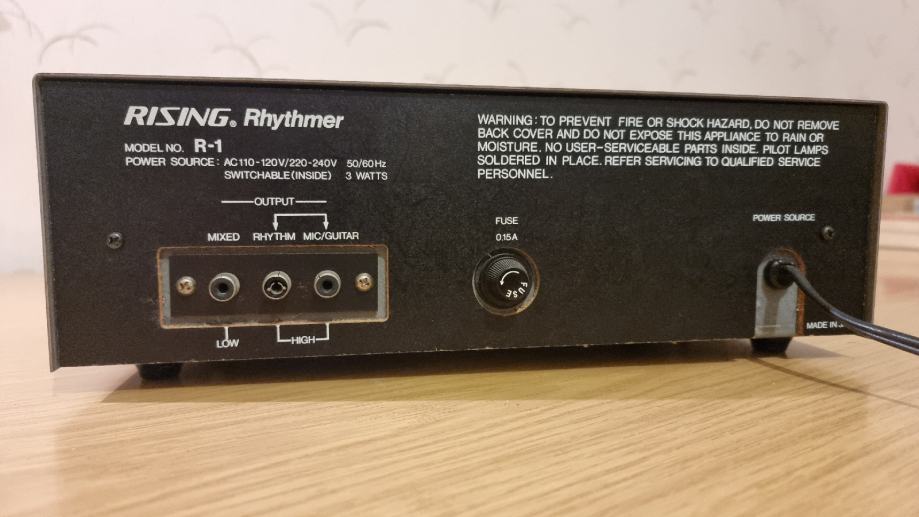 RISING® Rhythmer
MODEL NO. R-1
POWER SOURCE: AC110-120V/220-240V 50/60Hz
SWITCHABLE(INSIDE) 3 WATTS
WARNING: TO PREVENT FIRE OR SHOCK HAZARD, DO NOT REMOVE
BACK COVER AND DO NOT EXPOSE THIS APPLIANCE TO RAIN OR
MOISTURE. NO USER-SERVICEABLE PARTS INSIDE. PILOT LAMPS
SOLDERED IN PLACE. REFER SERVICING TO QUALIFIED SERVICE
PERSONNEL.
OUTPUT
MIXED RHYTHM MIC/GUITAR
LOW HIGH
FUSE
0.15A
FUSE
POWER SOURCE
MADE IN